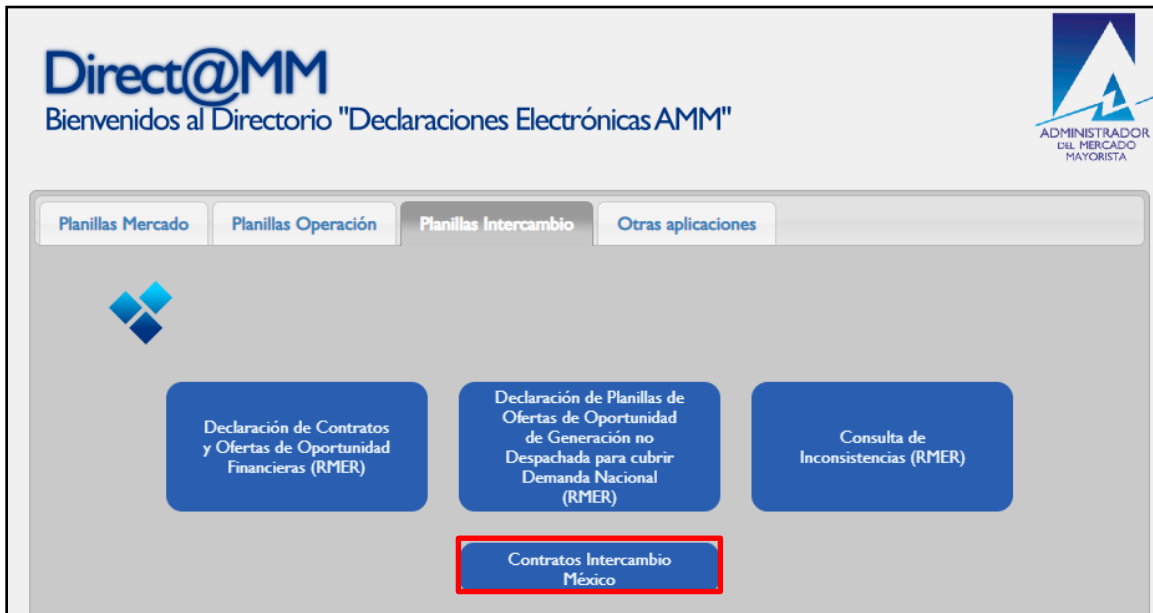 Direct@MM
Bienvenidos al Directorio "Declaraciones Electrónicas AMM"
ADMINISTRADOR
DEL MERCADO
MAYORISTA
Planillas Mercado
Planillas Operación
Planillas Intercambio
Otras aplicaciones
Declaración de Contratos
y Ofertas de Oportunidad
Financieras (RMER)
Declaración de Planillas de
Ofertas de Oportunidad
de Generación no
Despachada para cubrir
Demanda Nacional
(RMER)
Consulta de
Inconsistencias (RMER)
Contratos Intercambio
México